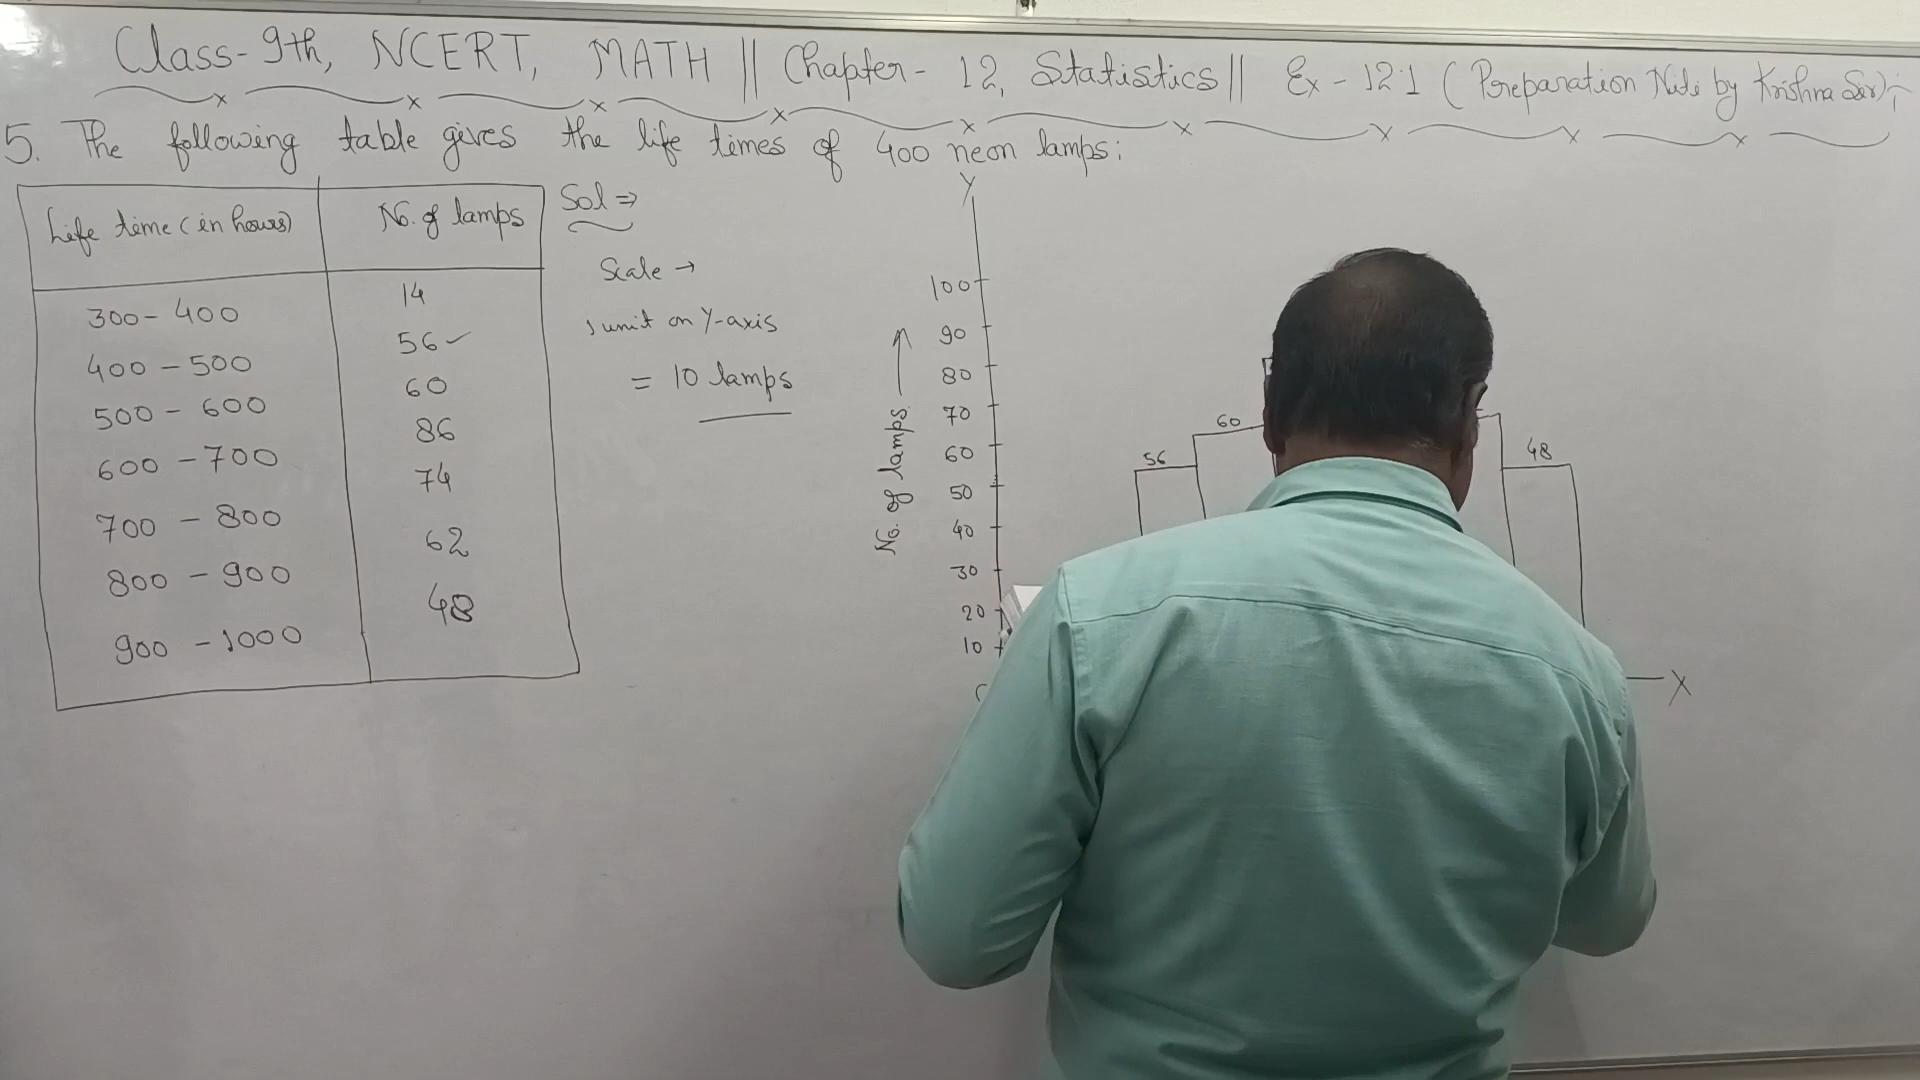 Class-9th, NCERT, MATH || Chapter-12, Statistics || Ex-12.1 (Preparation Niti by Krishna Sir);-
5. The following table gives the life times of 400 neon lamps:
Life time (in hours) No. of lamps
300-400 14
400-500 56
500-600 60
600-700 86
700-800 74
800-900 62
900-1000 48
Sol ⇒
Scale →
1 unit on Y-axis
= 10 lamps
Y
100
90
80
70
60
50
40
30
20
10
No. of lamps →
56
60
48
X